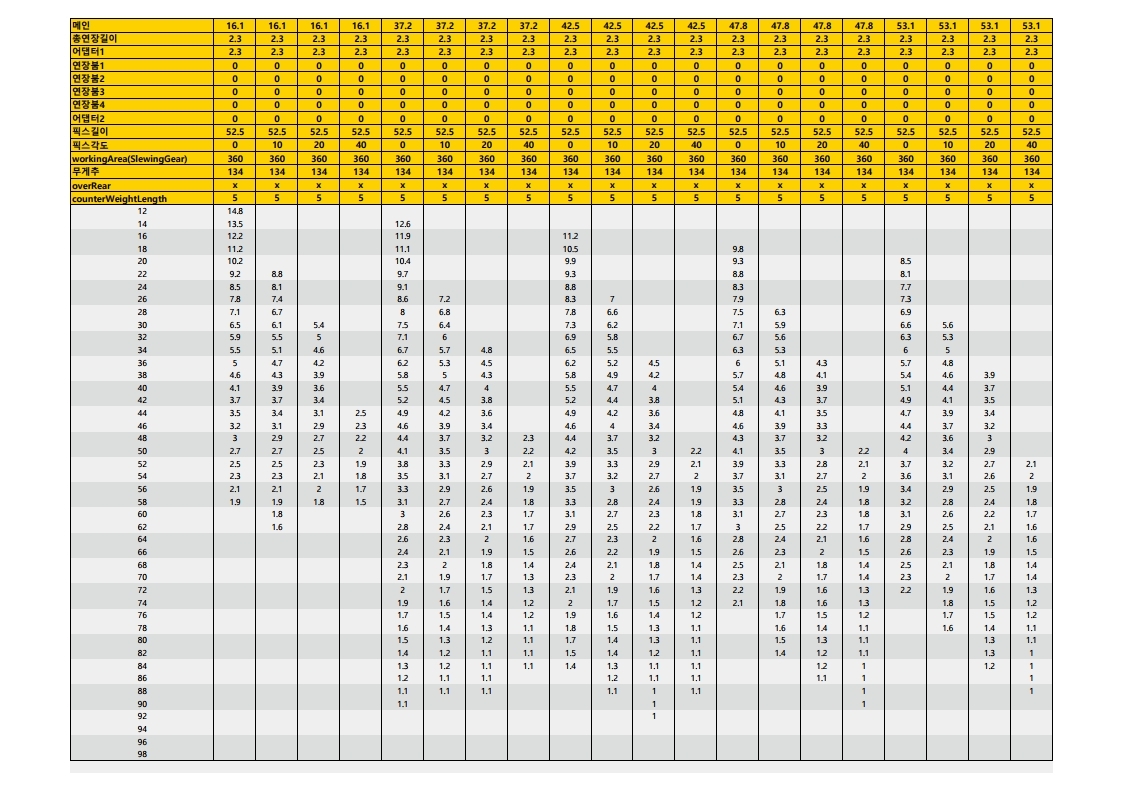 메인 16.1 16.1 16.1 16.1 37.2 37.2 37.2 37.2 42.5 42.5 42.5 42.5 47.8 47.8 47.8 47.8 53.1 53.1 53.1 53.1
총연장길이 2.3 2.3 2.3 2.3 2.3 2.3 2.3 2.3 2.3 2.3 2.3 2.3 2.3 2.3 2.3 2.3 2.3 2.3 2.3 2.3
어댑터1 2.3 2.3 2.3 2.3 2.3 2.3 2.3 2.3 2.3 2.3 2.3 2.3 2.3 2.3 2.3 2.3 2.3 2.3 2.3 2.3
연장붐1 0 0 0 0 0 0 0 0 0 0 0 0 0 0 0 0 0 0 0 0
연장붐2 0 0 0 0 0 0 0 0 0 0 0 0 0 0 0 0 0 0 0 0
연장붐3 0 0 0 0 0 0 0 0 0 0 0 0 0 0 0 0 0 0 0 0
연장붐4 0 0 0 0 0 0 0 0 0 0 0 0 0 0 0 0 0 0 0 0
어댑터2 0 0 0 0 0 0 0 0 0 0 0 0 0 0 0 0 0 0 0 0
픽스길이 52.5 52.5 52.5 52.5 52.5 52.5 52.5 52.5 52.5 52.5 52.5 52.5 52.5 52.5 52.5 52.5 52.5 52.5 52.5 52.5
픽스각도 0 10 20 40 0 10 20 40 0 10 20 40 0 10 20 40 0 10 20 40
workingArea(SlewingGear) 360 360 360 360 360 360 360 360 360 360 360 360 360 360 360 360 360 360 360 360
무게추 134 134 134 134 134 134 134 134 134 134 134 134 134 134 134 134 134 134 134 134
overRear x x x x x x x x x x x x x x x x x x x x
counterWeightLength 5 5 5 5 5 5 5 5 5 5 5 5 5 5 5 5 5 5 5 5
12 14.8
14 13.5 12.6
16 12.2 11.9 11.2
18 11.2 11.1 10.5 9.8
20 10.2 10.4 9.9 9.3 8.5
22 9.2 8.8 9.7 9.3 8.8 8.1
24 8.5 8.1 9.1 8.8 8.3 7.7
26 7.8 7.4 8.6 7.2 8.3 7 7.9 7.3
28 7.1 6.7 8 6.8 7.8 6.6 7.5 6.3 6.9
30 6.5 6.1 5.4 7.5 6.4 7.3 6.2 7.1 5.9 6.6 5.6
32 5.9 5.5 5 7.1 6 6.9 5.8 6.7 5.6 6.3 5.3
34 5.5 5.1 4.6 6.7 5.7 4.8 6.5 5.5 6.3 5.3 6 5
36 5 4.7 4.2 6.2 5.3 4.5 6.2 5.2 4.5 6 5.1 4.3 5.7 4.8
38 4.6 4.3 3.9 5.8 5 4.3 5.8 4.9 4.2 5.7 4.8 4.1 5.4 4.6 3.9
40 4.1 3.9 3.6 5.5 4.7 4 5.5 4.7 4 5.4 4.6 3.9 5.1 4.4 3.7
42 3.7 3.7 3.4 5.2 4.5 3.8 5.2 4.4 3.8 5.1 4.3 3.7 4.9 4.1 3.5
44 3.5 3.4 3.1 2.5 4.9 4.2 3.6 4.9 4.2 3.6 4.8 4.1 3.5 4.7 3.9 3.4
46 3.2 3.1 2.9 2.3 4.6 3.9 3.4 4.6 4 3.4 4.6 3.9 3.3 4.4 3.7 3.2
48 3 2.9 2.7 2.2 4.4 3.7 3.2 2.3 4.4 3.7 3.2 4.3 3.7 3.2 4.2 3.6 3
50 2.7 2.7 2.5 2 4.1 3.5 3 2.2 4.2 3.5 3 2.2 4.1 3.5 3 2.2 4 3.4 2.9
52 2.5 2.5 2.3 1.9 3.8 3.3 2.9 2.1 3.9 3.3 2.9 2.1 3.9 3.3 2.8 2.1 3.7 3.2 2.7 2.1
54 2.3 2.3 2.1 1.8 3.5 3.1 2.7 2 3.7 3.2 2.7 2 3.7 3.1 2.7 2 3.6 3.1 2.6 2
56 2.1 2.1 2 1.7 3.3 2.9 2.6 1.9 3.5 3 2.6 1.9 3.5 3 2.5 1.9 3.4 2.9 2.5 1.9
58 1.9 1.9 1.8 1.5 3.1 2.7 2.4 1.8 3.3 2.8 2.4 1.9 3.3 2.8 2.4 1.8 3.2 2.8 2.4 1.8
60 1.8 3 2.6 2.3 1.7 3.1 2.7 2.3 1.8 3.1 2.7 2.3 1.8 3.1 2.6 2.2 1.7
62 1.6 2.8 2.4 2.1 1.7 2.9 2.5 2.2 1.7 3 2.5 2.2 1.7 2.9 2.5 2.1 1.6
64 2.6 2.3 2 1.6 2.7 2.3 2 1.6 2.8 2.4 2.1 1.6 2.8 2.4 2 1.6
66 2.4 2.1 1.9 1.5 2.6 2.2 1.9 1.5 2.6 2.3 2 1.5 2.6 2.3 1.9 1.5
68 2.3 2 1.8 1.4 2.4 2.1 1.8 1.4 2.5 2.1 1.8 1.4 2.5 2.1 1.8 1.4
70 2.1 1.9 1.7 1.3 2.3 2 1.7 1.4 2.3 2 1.7 1.4 2.3 2 1.7 1.4
72 2 1.7 1.5 1.3 2.1 1.9 1.6 1.3 2.2 1.9 1.6 1.3 2.2 1.9 1.6 1.3
74 1.9 1.6 1.4 1.2 2 1.7 1.5 1.2 2.1 1.8 1.6 1.3 1.8 1.5 1.2
76 1.7 1.5 1.4 1.2 1.9 1.6 1.4 1.2 1.7 1.5 1.2 1.7 1.5 1.2
78 1.6 1.4 1.3 1.1 1.8 1.5 1.3 1.1 1.6 1.4 1.1 1.6 1.4 1.1
80 1.5 1.3 1.2 1.1 1.7 1.4 1.3 1.1 1.5 1.3 1.1 1.3 1.1
82 1.4 1.2 1.1 1.1 1.5 1.4 1.2 1.1 1.4 1.2 1.1 1.3 1
84 1.3 1.2 1.1 1.1 1.4 1.3 1.1 1.1 1.2 1 1.2 1
86 1.2 1.1 1.1 1.2 1.1 1.1 1.1 1 1
88 1.1 1.1 1.1 1.1 1 1.1 1 1
90 1.1 1 1
92 1
94
96
98